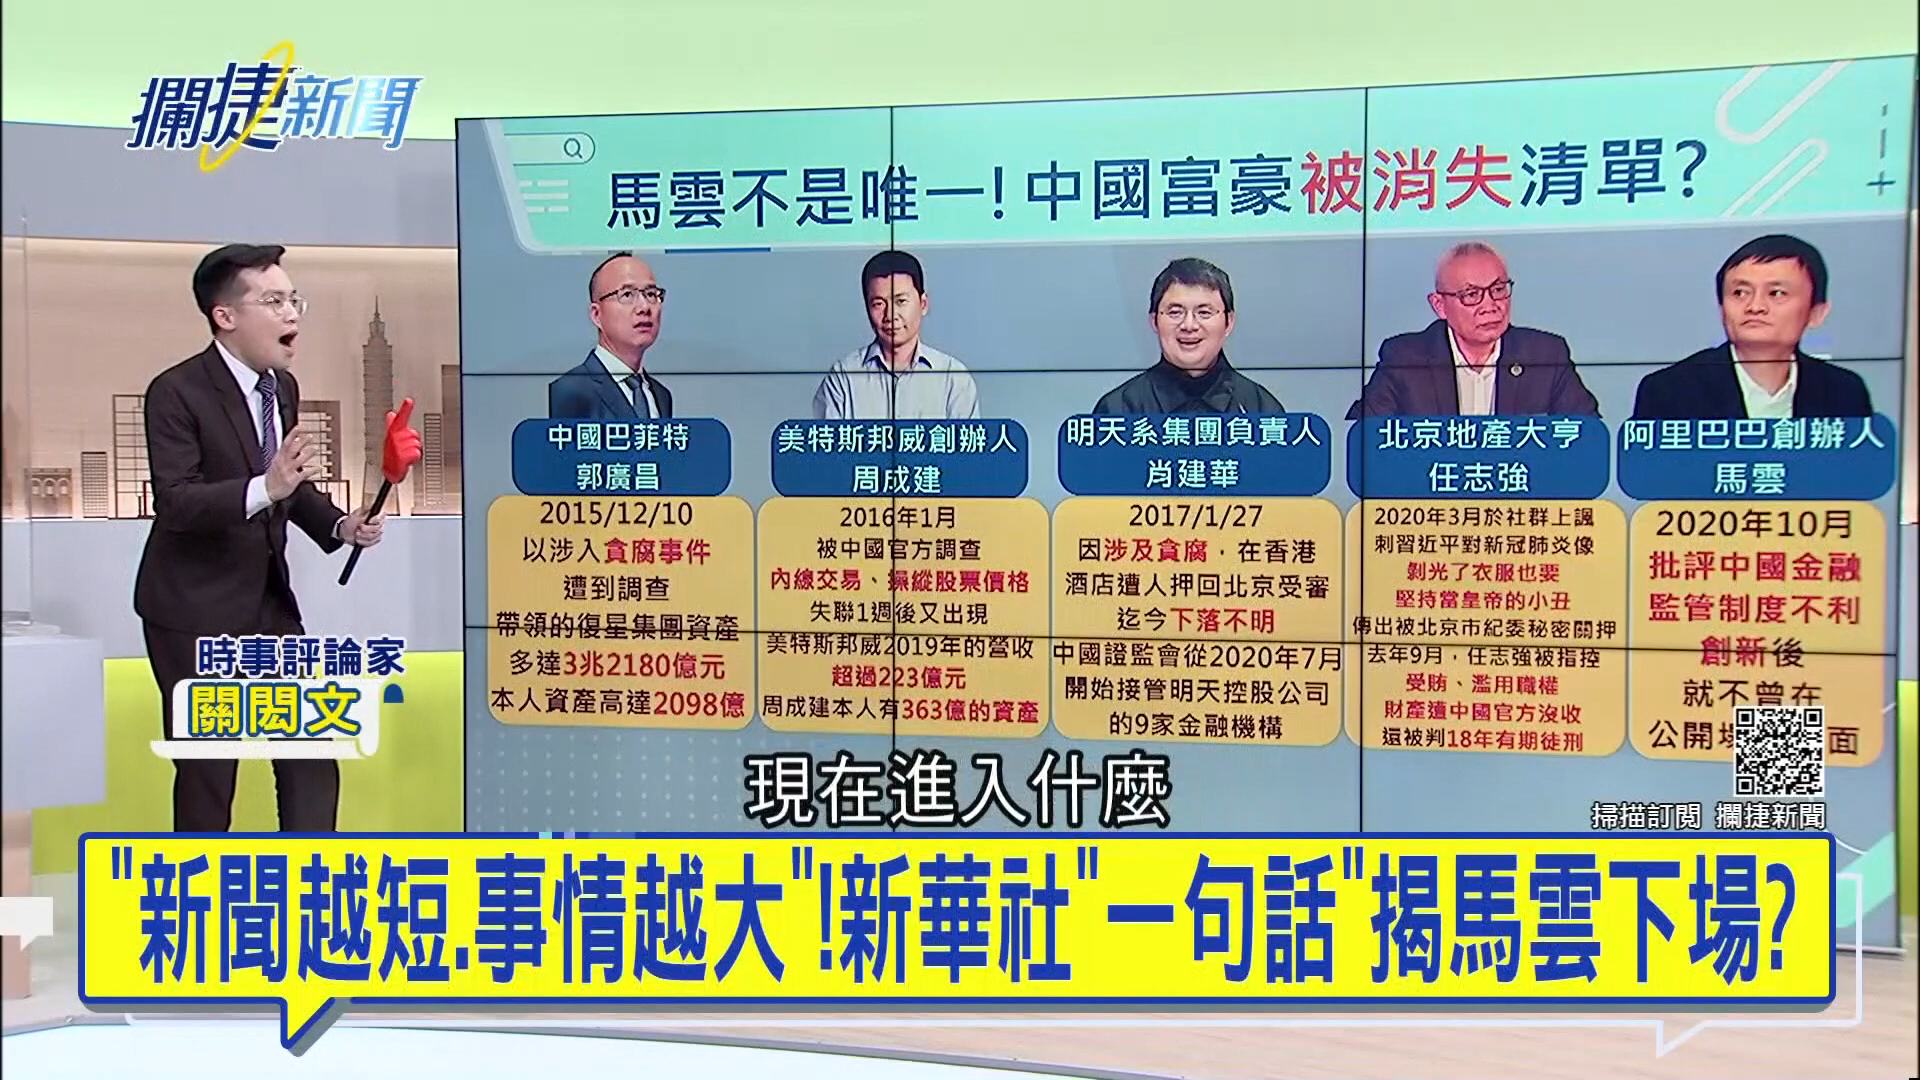 攔捷新聞
馬雲不是唯一!中國富豪被消失清單?
中國巴菲特
郭廣昌
2015/12/10
以涉入貪腐事件
遭到調查
帶領的復星集團資產
多達3兆2180億元
本人資產高達2098億
美特斯邦威創辦人
周成建
2016年1月
被中國官方調查
內線交易、操縱股票價格
失聯1週後又出現
美特斯邦威2019年的營收
超過223億元
周成建本人有363億的資產
明天系集團負責人
肖建華
2017/1/27
因涉及貪腐,在香港
酒店遭人押回北京受審
迄今下落不明
中國證監會從2020年7月
開始接管明天控股公司
的9家金融機構
北京地產大亨
任志強
2020年3月於社群上諷
刺習近平對新冠肺炎像
剝光了衣服也要
堅持當皇帝的小丑
傳出被北京市紀委秘密關押
去年9月,任志強被指控
受賄、濫用職權
財產遭中國官方沒收
還被判18年有期徒刑
阿里巴巴創辦人
馬雲
2020年10月
批評中國金融
監管制度不利
創新後
就不曾在
公開場 面
時事評論家
關閎文
現在進入什麼
掃描訂閱 攔捷新聞
"新聞越短.事情越大"!新華社"一句話"揭馬雲下場?